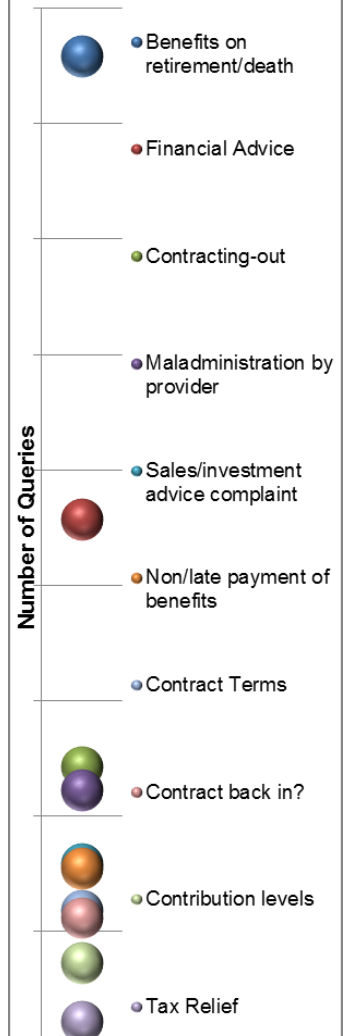 Number of Queries
Benefits on
retirement/death
Financial Advice
Contracting-out
Maladministration by
provider
Sales/investment
advice complaint
Non/late payment of
benefits
Contract Terms
Contract back in?
Contribution levels
Tax Relief